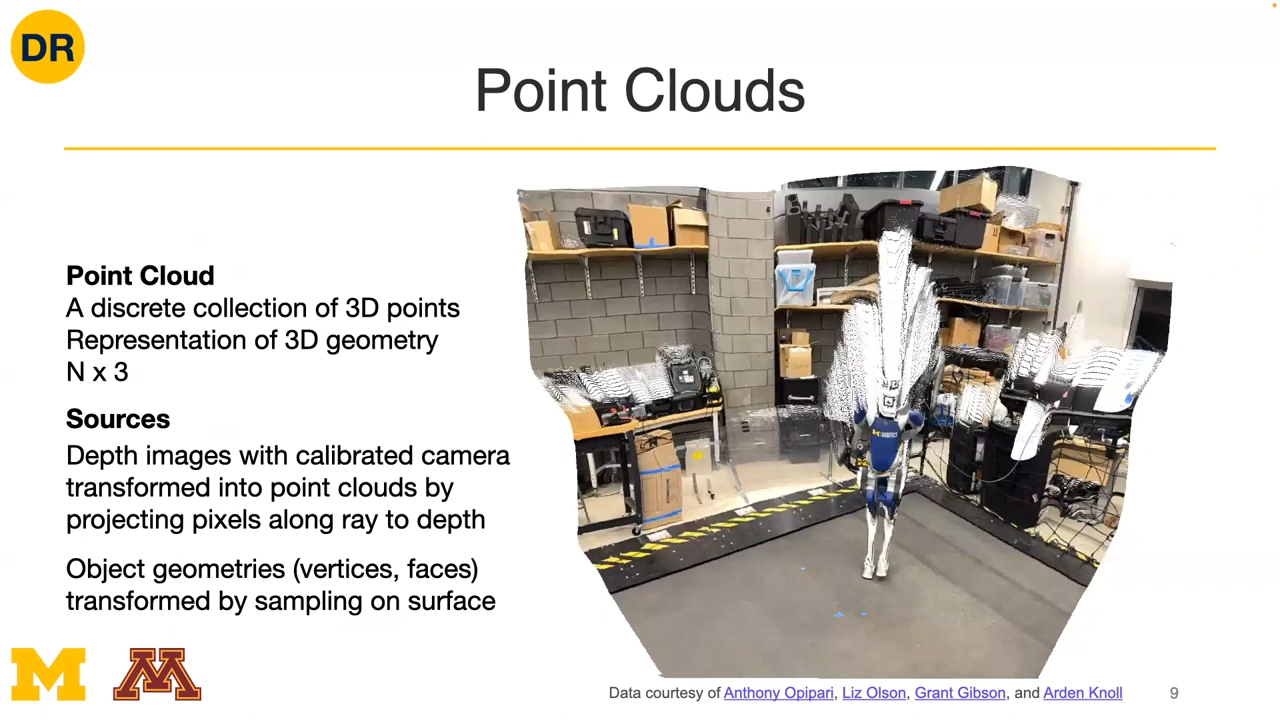 DR
Point Clouds
Point Cloud
A discrete collection of 3D points
Representation of 3D geometry
N x 3
Sources
Depth images with calibrated camera
transformed into point clouds by
projecting pixels along ray to depth
Object geometries (vertices, faces)
transformed by sampling on surface
M M
Data courtesy of Anthony Opipari, Liz Olson, Grant Gibson, and Arden Knoll
9